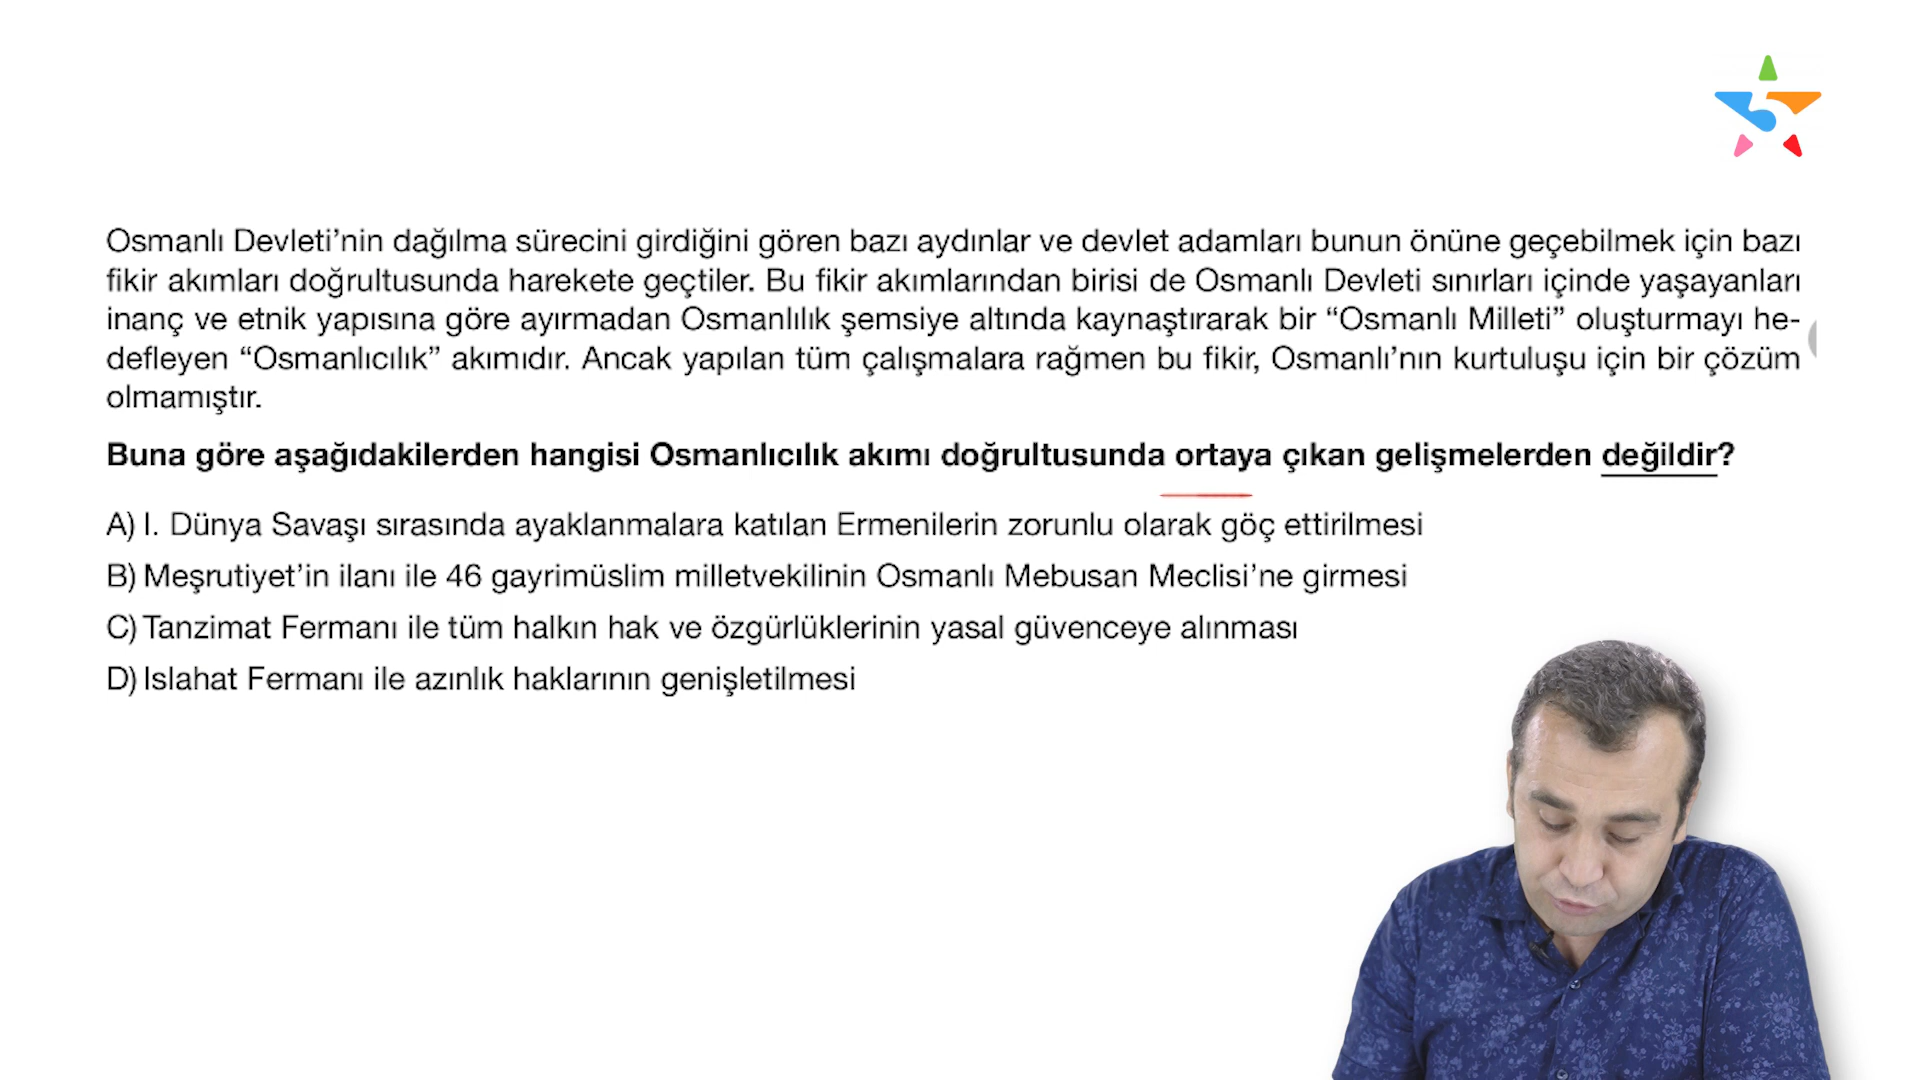 Osmanlı Devleti’nin dağılma sürecini girdiğini gören bazı aydınlar ve devlet adamları bunun önüne geçebilmek için bazı
fikir akımları doğrultusunda harekete geçtiler. Bu fikir akımlarından birisi de Osmanlı Devleti sınırları içinde yaşayanları
inanç ve etnik yapısına göre ayırmadan Osmanlılık şemsiye altında kaynaştırarak bir “Osmanlı Milleti” oluşturmayı he-
defleyen “Osmanlıcılık” akımıdır. Ancak yapılan tüm çalışmalara rağmen bu fikir, Osmanlı’nın kurtuluşu için bir çözüm
olmamıştır.
Buna göre aşağıdakilerden hangisi Osmanlıcılık akımı doğrultusunda ortaya çıkan gelişmelerden değildir?
A) I. Dünya Savaşı sırasında ayaklanmalara katılan Ermenilerin zorunlu olarak göç ettirilmesi
B) Meşrutiyet’in ilanı ile 46 gayrimüslim milletvekilinin Osmanlı Mebusan Meclisi’ne girmesi
C) Tanzimat Fermanı ile tüm halkın hak ve özgürlüklerinin yasal güvenceye alınması
D) Islahat Fermanı ile azınlık haklarının genişletilmesi